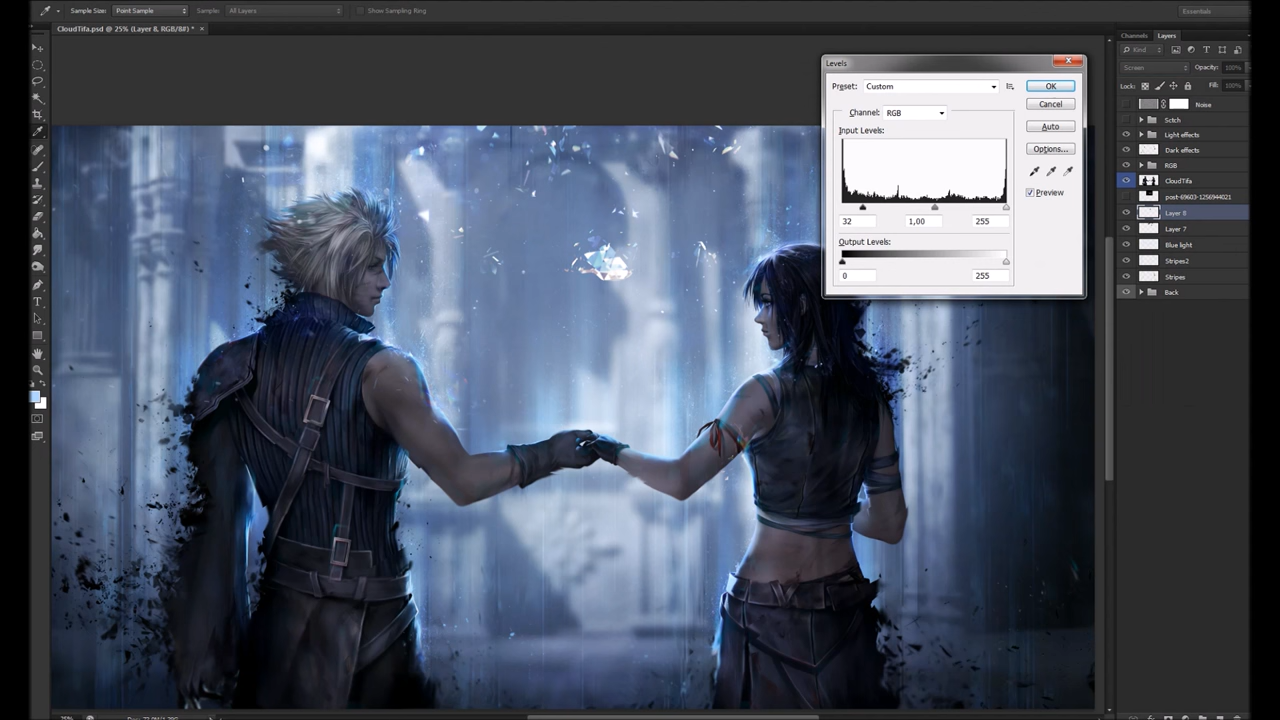 Sample Size: Point Sample Sample: All Layers Show Sampling Ring Essentials
CloudTifa.psd @ 25% (Layer 8, RGB/8#) * ×
Channels Layers
Kind
Screen Opacity: 100%
Lock: Fill: 100%
Noise
Sctch
Light effects
Dark effects
RGB
CloudTifa
post-69603-1256944021
Layer 8
Layer 7
Blue light
Stripes2
Stripes
Back
Levels
Preset: Custom
OK
Cancel
Channel: RGB
Auto
Input Levels:
Options...
Preview
32 1,00 255
Output Levels:
0 255
T